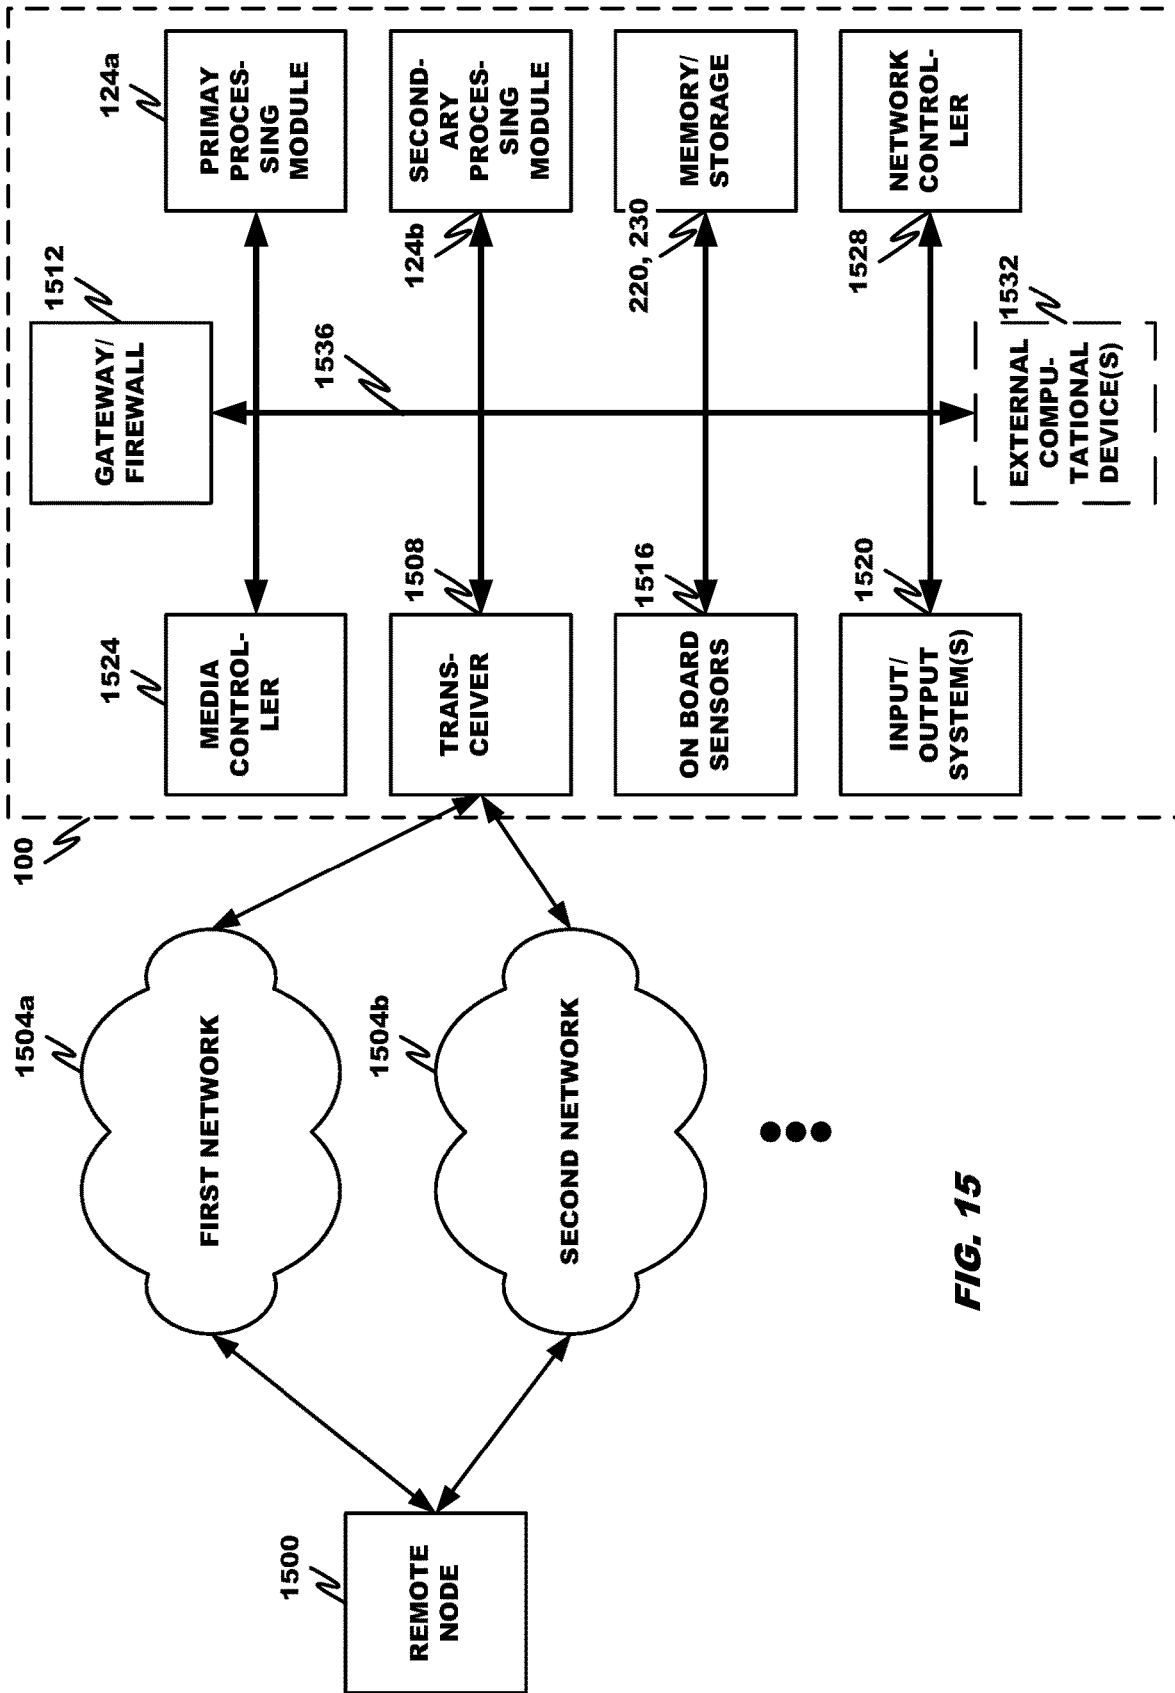 1500
REMOTE
NODE
1504a
FIRST NETWORK
1504b
SECOND NETWORK
100
1524
MEDIA
CONTROL-
LER
1508
TRANS-
CEIVER
1516
ON BOARD
SENSORS
1520
INPUT/
OUTPUT
SYSTEM(S)
1512
GATEWAY/
FIREWALL
1536
1532
EXTERNAL
COMPU-
TATIONAL
DEVICE(S)
124a
PRIMAY
PROCES-
SING
MODULE
124b
SECOND-
ARY
PROCES-
SING
MODULE
220, 230
MEMORY/
STORAGE
1528
NETWORK
CONTROL-
LER
FIG. 15